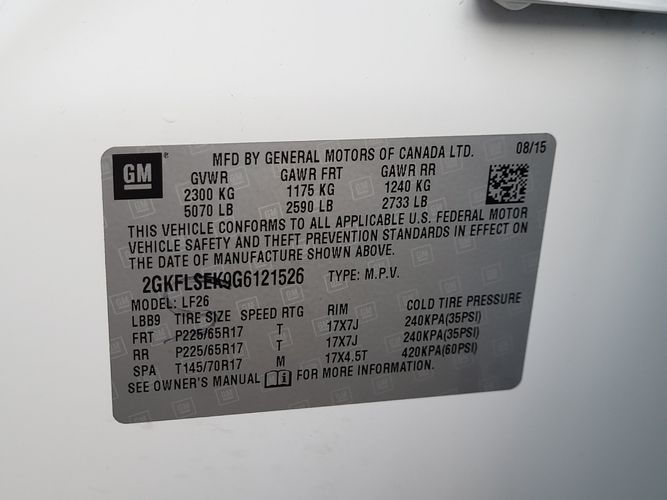 GM ® MFD BY GENERAL MOTORS OF CANADA LTD. 08/15
GVWR GAWR FRT GAWR RR
2300 KG 1175 KG 1240 KG
5070 LB 2590 LB 2733 LB
THIS VEHICLE CONFORMS TO ALL APPLICABLE U.S. FEDERAL MOTOR
VEHICLE SAFETY AND THEFT PREVENTION STANDARDS IN EFFECT ON
THE DATE OF MANUFACTURE SHOWN ABOVE.
2GKFLSEK9G6121526 TYPE: M.P.V.
MODEL: LF26
LBB9 TIRE SIZE SPEED RTG RIM COLD TIRE PRESSURE
FRT P225/65R17 T 17X7J 240KPA(35PSI)
RR P225/65R17 T 17X7J 240KPA(35PSI)
SPA T145/70R17 M 17X4.5T 420KPA(60PSI)
SEE OWNER'S MANUAL FOR MORE INFORMATION.